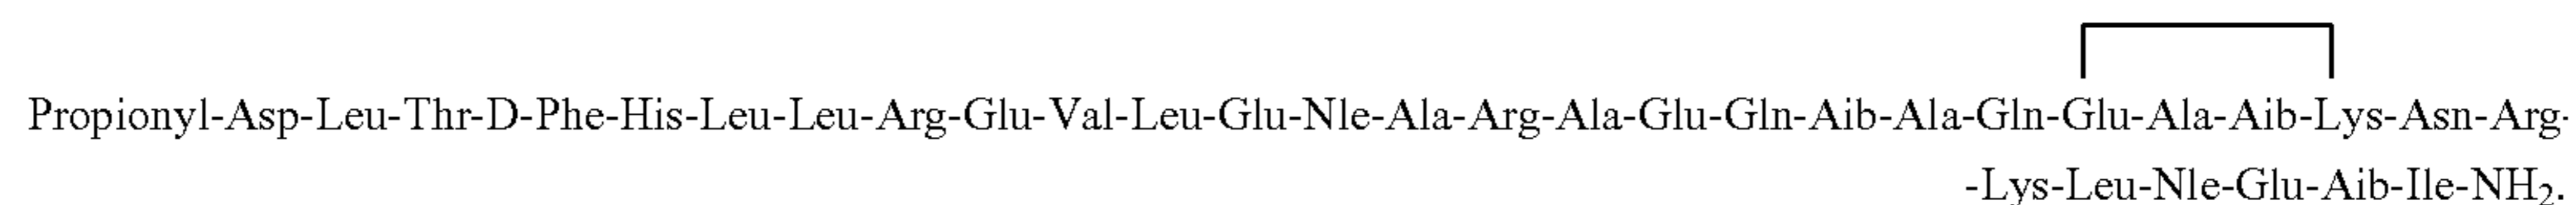 Propionyl-Asp-Leu-Thr-D-Phe-His-Leu-Leu-Arg-Glu-Val-Leu-Glu-Nle-Ala-Arg-Ala-Glu-Gln-Aib-Ala-Gln-Glu-Ala-Aib-Lys-Asn-Arg-
-Lys-Leu-Nle-Glu-Aib-Ile-NH₂.